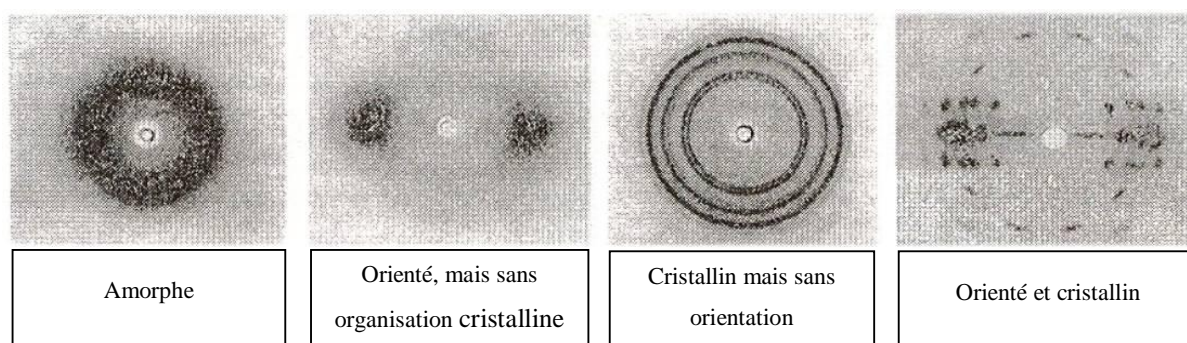 Amorphe
Orienté, mais sans
organisation cristalline
Cristallin mais sans
orientation
Orienté et cristallin